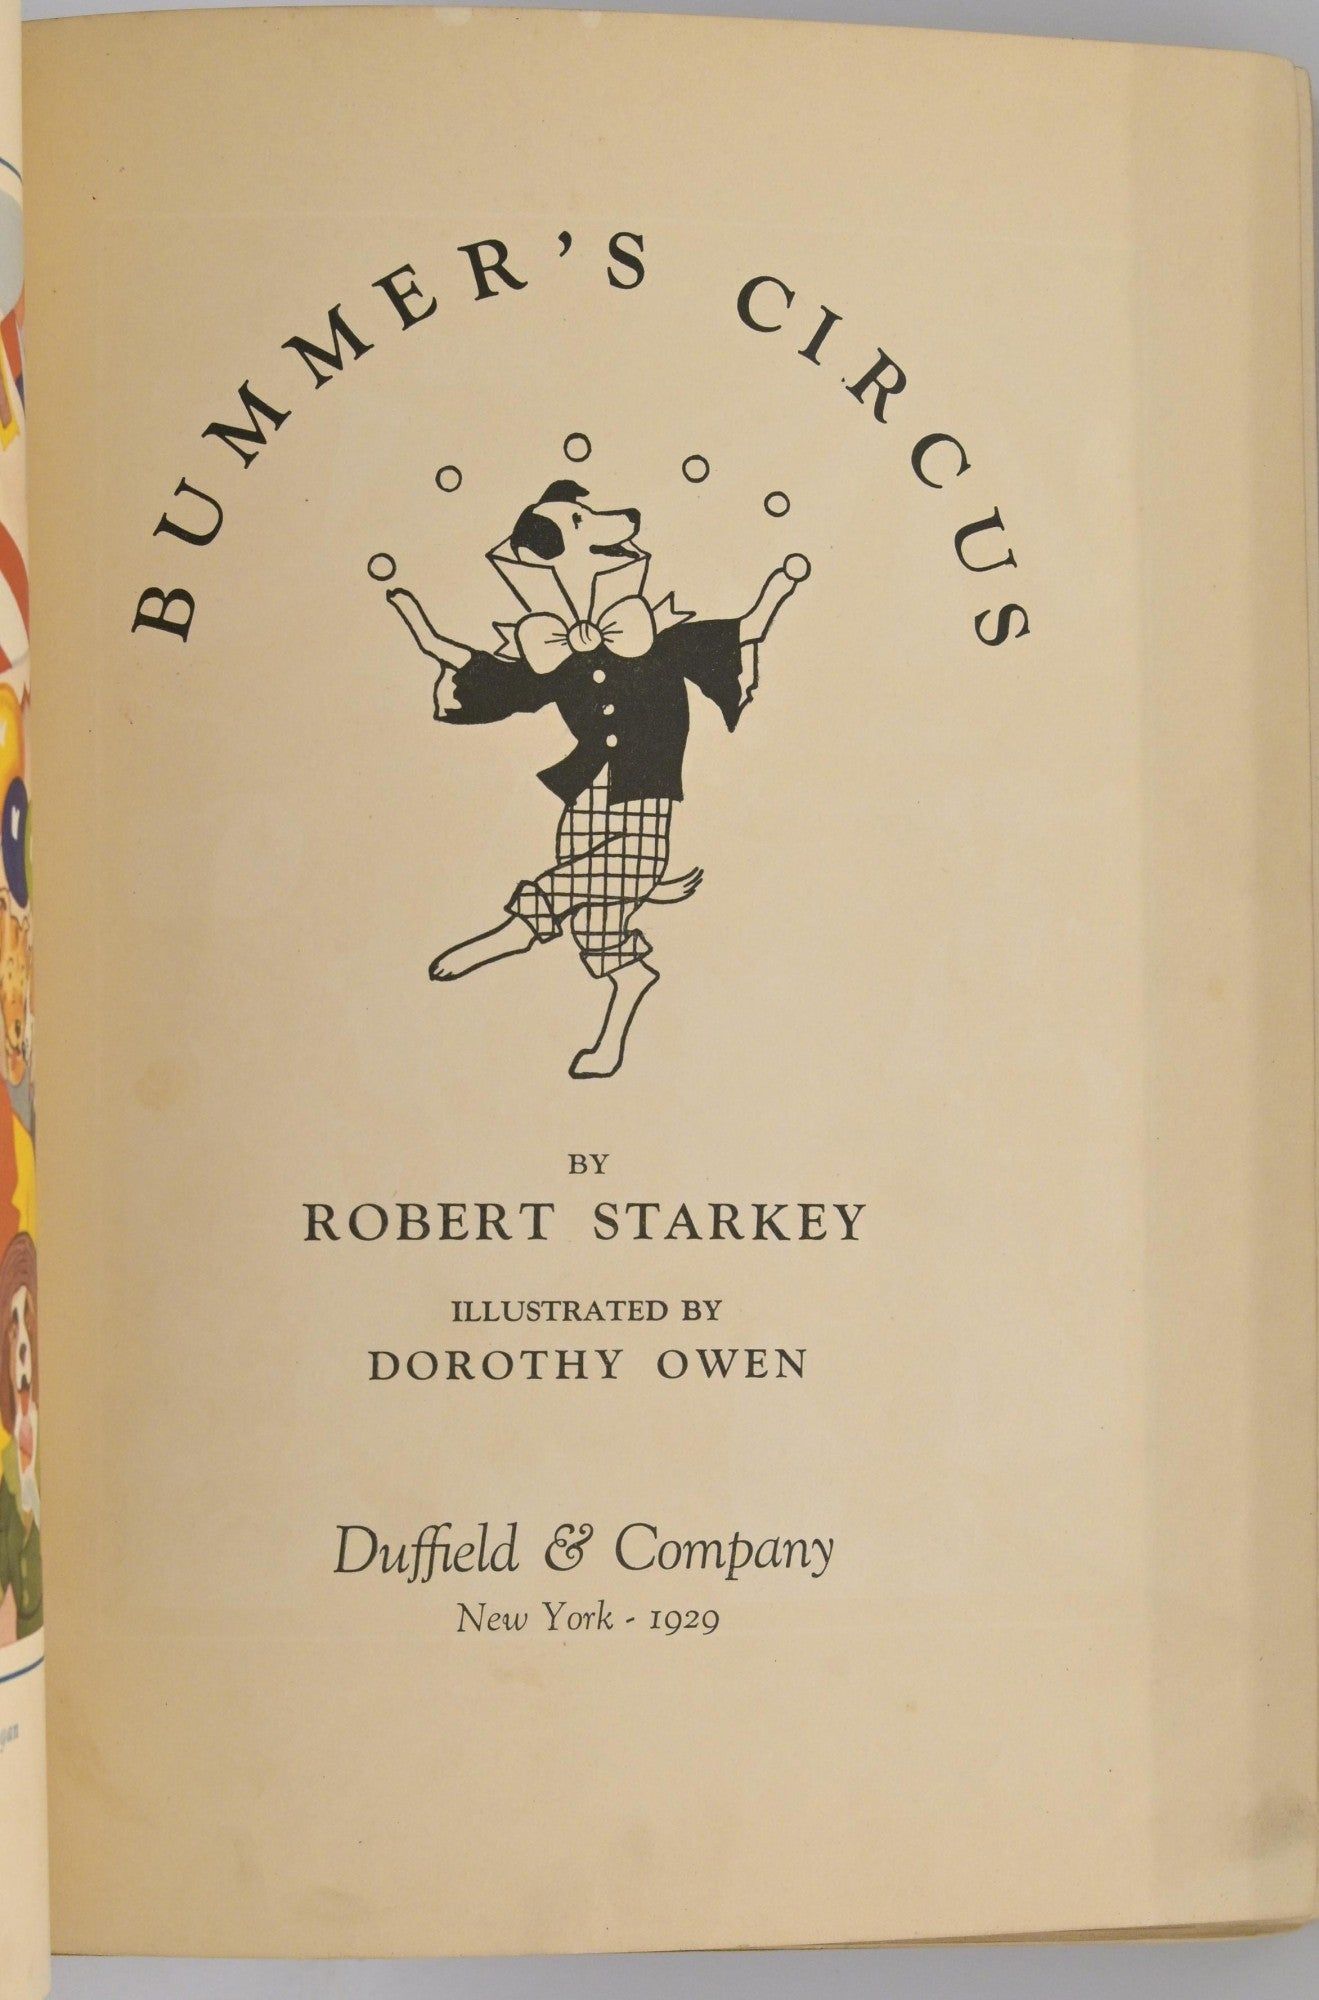 BUMMER'S CIRCUS
BY
ROBERT STARKEY
ILLUSTRATED BY
DOROTHY OWEN
Duffield & Company
New York - 1929